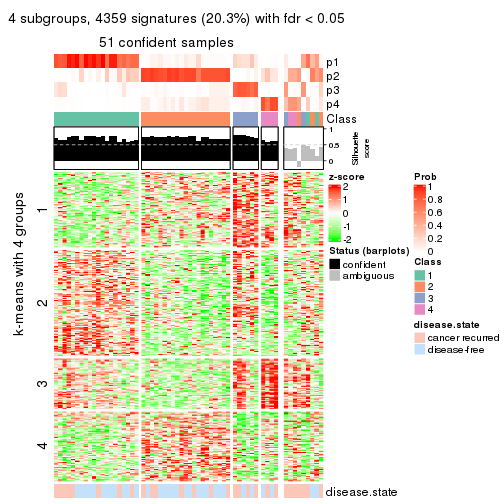 4 subgroups, 4359 signatures (20.3%) with fdr < 0.05
51 confident samples
p1
p2
p3
p4
Class
1
0.5
0
Silhouette
score
k-means with 4 groups
1
2
3
4
z-score
2
1
0
-1
-2
Status (barplots)
confident
ambiguous
Prob
1
0.8
0.6
0.4
0.2
0
Class
1
2
3
4
disease.state
cancer recurred
disease-free
disease.state